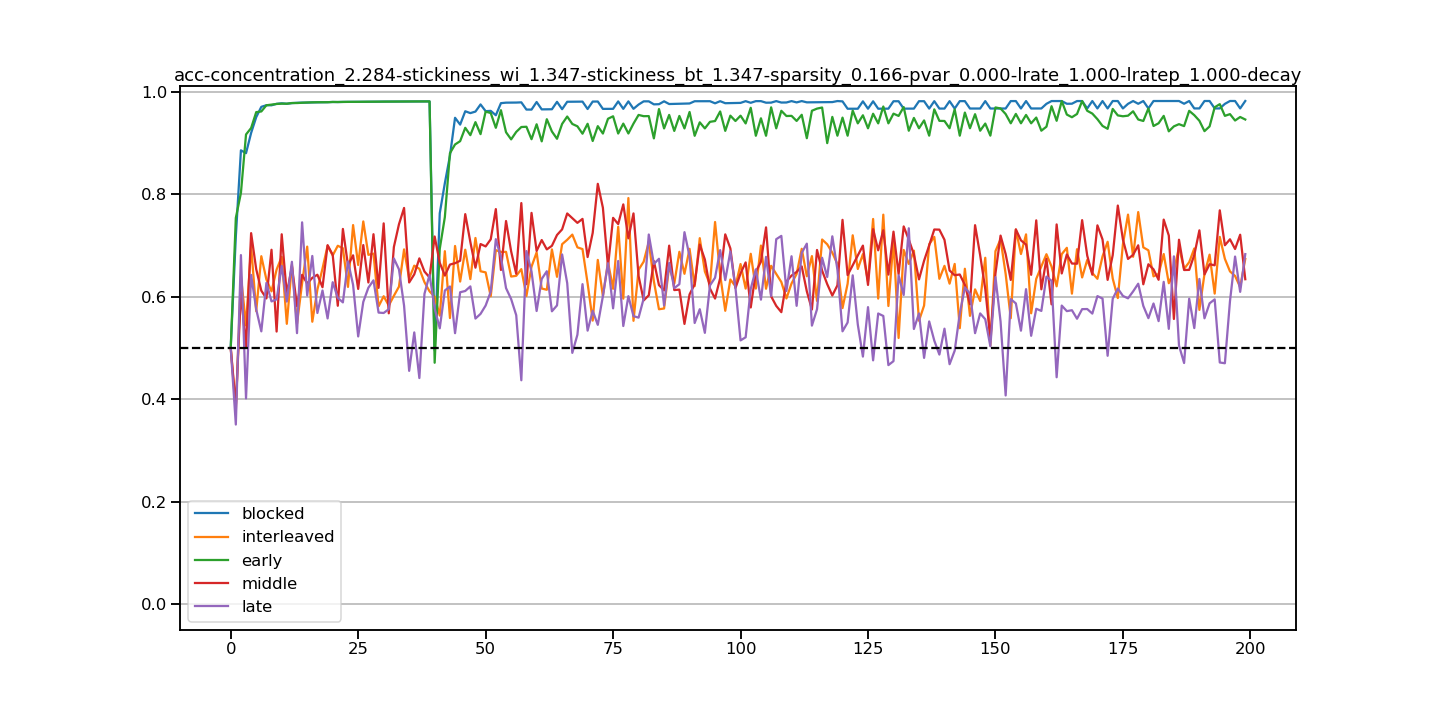 acc-concentration_2.284-stickiness_wi_1.347-stickiness_bt_1.347-sparsity_0.166-pvar_0.000-lrate_1.000-lratep_1.000-decay
1.0
0.8
0.6
0.4
0.2
0.0
blocked
interleaved
early
middle
late
0 25 50 75 100 125 150 175 200